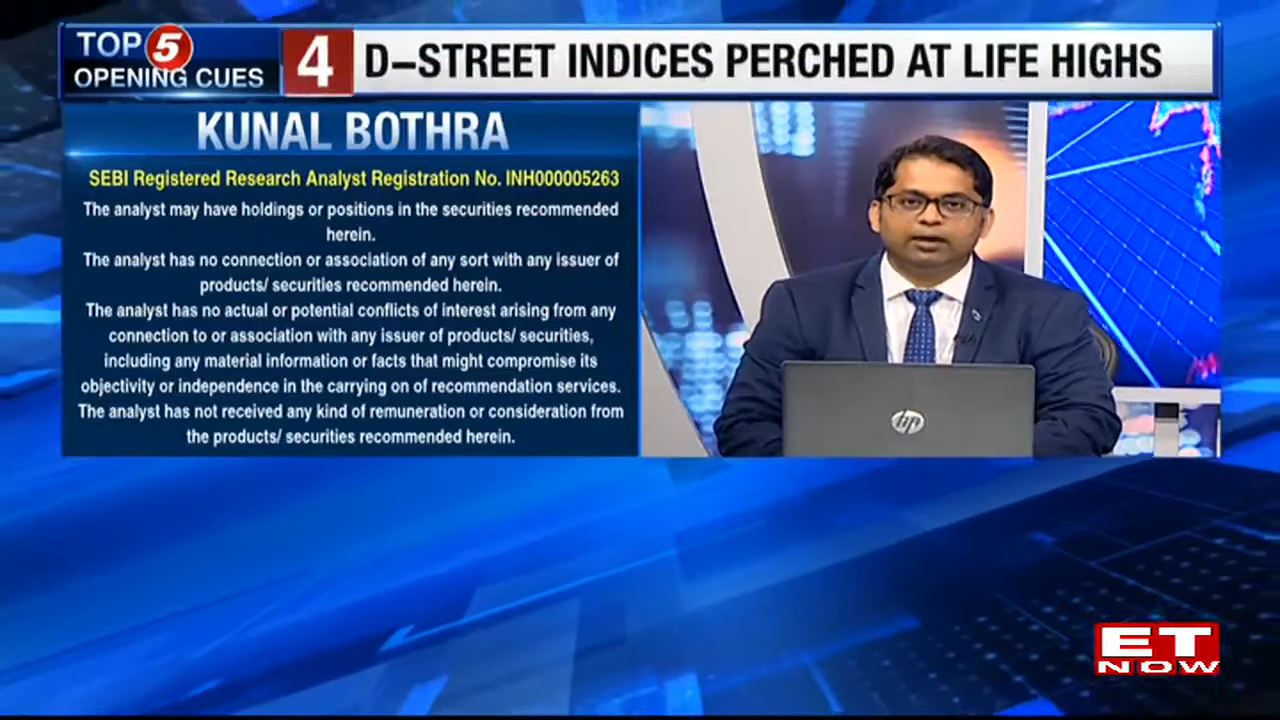 TOP 5
OPENING CUES
4
D–STREET INDICES PERCHED AT LIFE HIGHS
KUNAL BOTHRA
SEBI Registered Research Analyst Registration No. INH000005263
The analyst may have holdings or positions in the securities recommended
herein.
The analyst has no connection or association of any sort with any issuer of
products/ securities recommended herein.
The analyst has no actual or potential conflicts of interest arising from any
connection to or association with any issuer of products/ securities,
including any material information or facts that might compromise its
objectivity or independence in the carrying on of recommendation services.
The analyst has not received any kind of remuneration or consideration from
the products/ securities recommended herein.
hp
ET
NOW